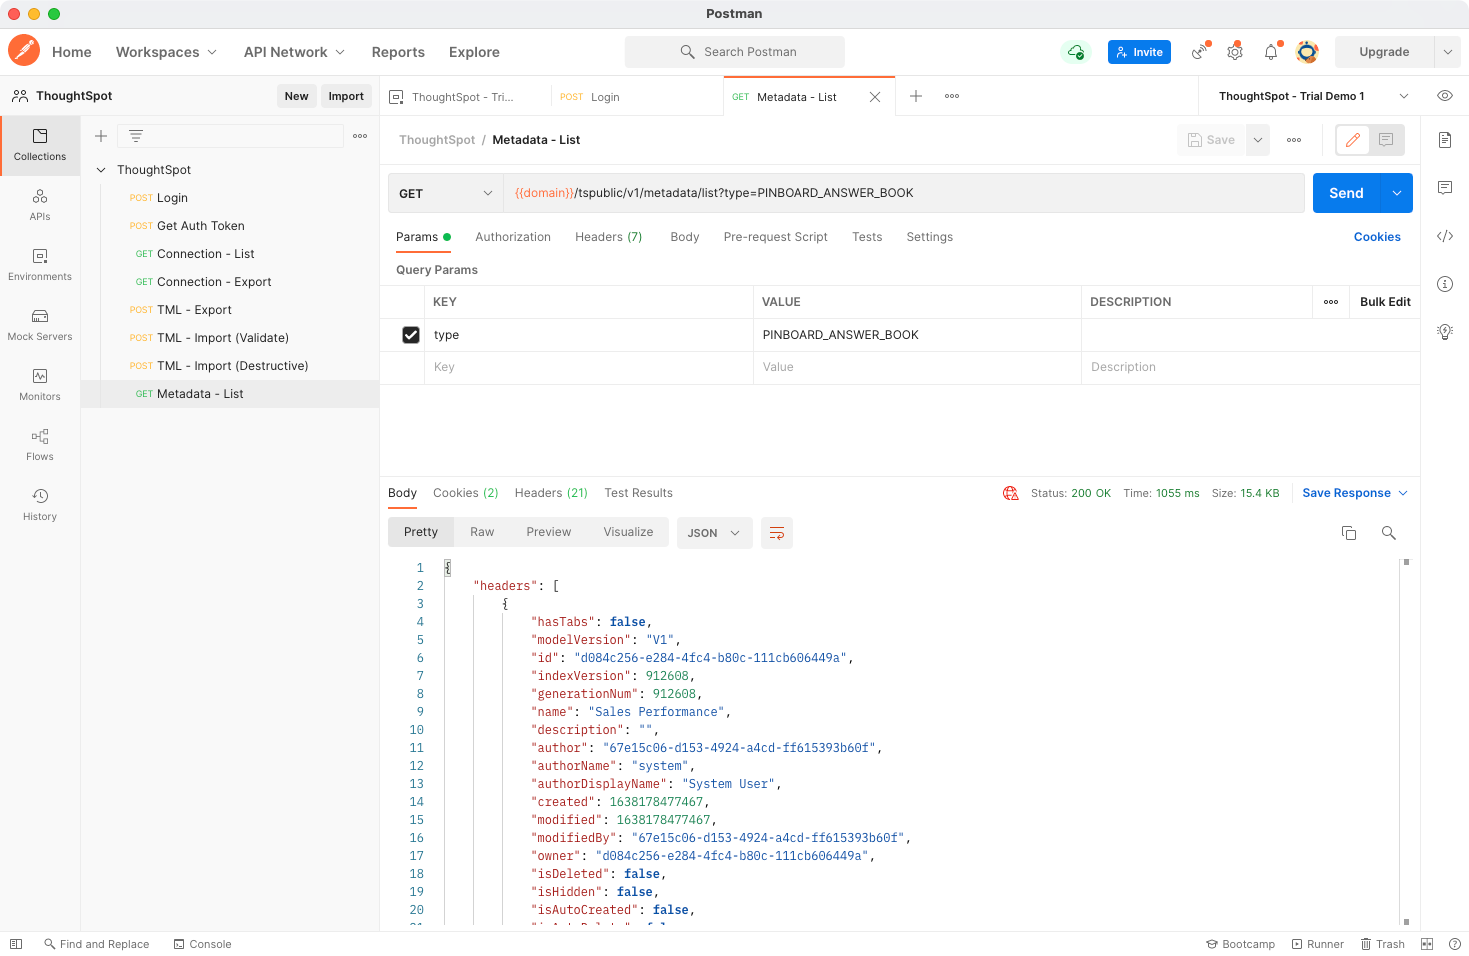 Postman
Home Workspaces API Network Reports Explore Search Postman Invite Upgrade
ThoughtSpot New Import ThoughtSpot - Tri... POST Login GET Metadata - List ThoughtSpot - Trial Demo 1
Collections
APIs
Environments
Mock Servers
Monitors
Flows
History
ThoughtSpot
POST Login
POST Get Auth Token
GET Connection - List
GET Connection - Export
POST TML - Export
POST TML - Import (Validate)
POST TML - Import (Destructive)
GET Metadata - List
ThoughtSpot / Metadata - List Save
GET {{domain}}/tspublic/v1/metadata/list?type=PINBOARD_ANSWER_BOOK Send
Params Authorization Headers (7) Body Pre-request Script Tests Settings Cookies
Query Params
KEY VALUE DESCRIPTION Bulk Edit
type PINBOARD_ANSWER_BOOK
Key Value Description
Body Cookies (2) Headers (21) Test Results Status: 200 OK Time: 1055 ms Size: 15.4 KB Save Response
Pretty Raw Preview Visualize JSON
1 {
2 "headers": [
3 {
4 "hasTabs": false,
5 "modelVersion": "V1",
6 "id": "d084c256-e284-4fc4-b80c-111cb606449a",
7 "indexVersion": 912608,
8 "generationNum": 912608,
9 "name": "Sales Performance",
10 "description": "",
11 "author": "67e15c06-d153-4924-a4cd-ff615393b60f",
12 "authorName": "system",
13 "authorDisplayName": "System User",
14 "created": 1638178477467,
15 "modified": 1638178477467,
16 "modifiedBy": "67e15c06-d153-4924-a4cd-ff615393b60f",
17 "owner": "d084c256-e284-4fc4-b80c-111cb606449a",
18 "isDeleted": false,
19 "isHidden": false,
20 "isAutoCreated": false,
Find and Replace Console Bootcamp Runner Trash